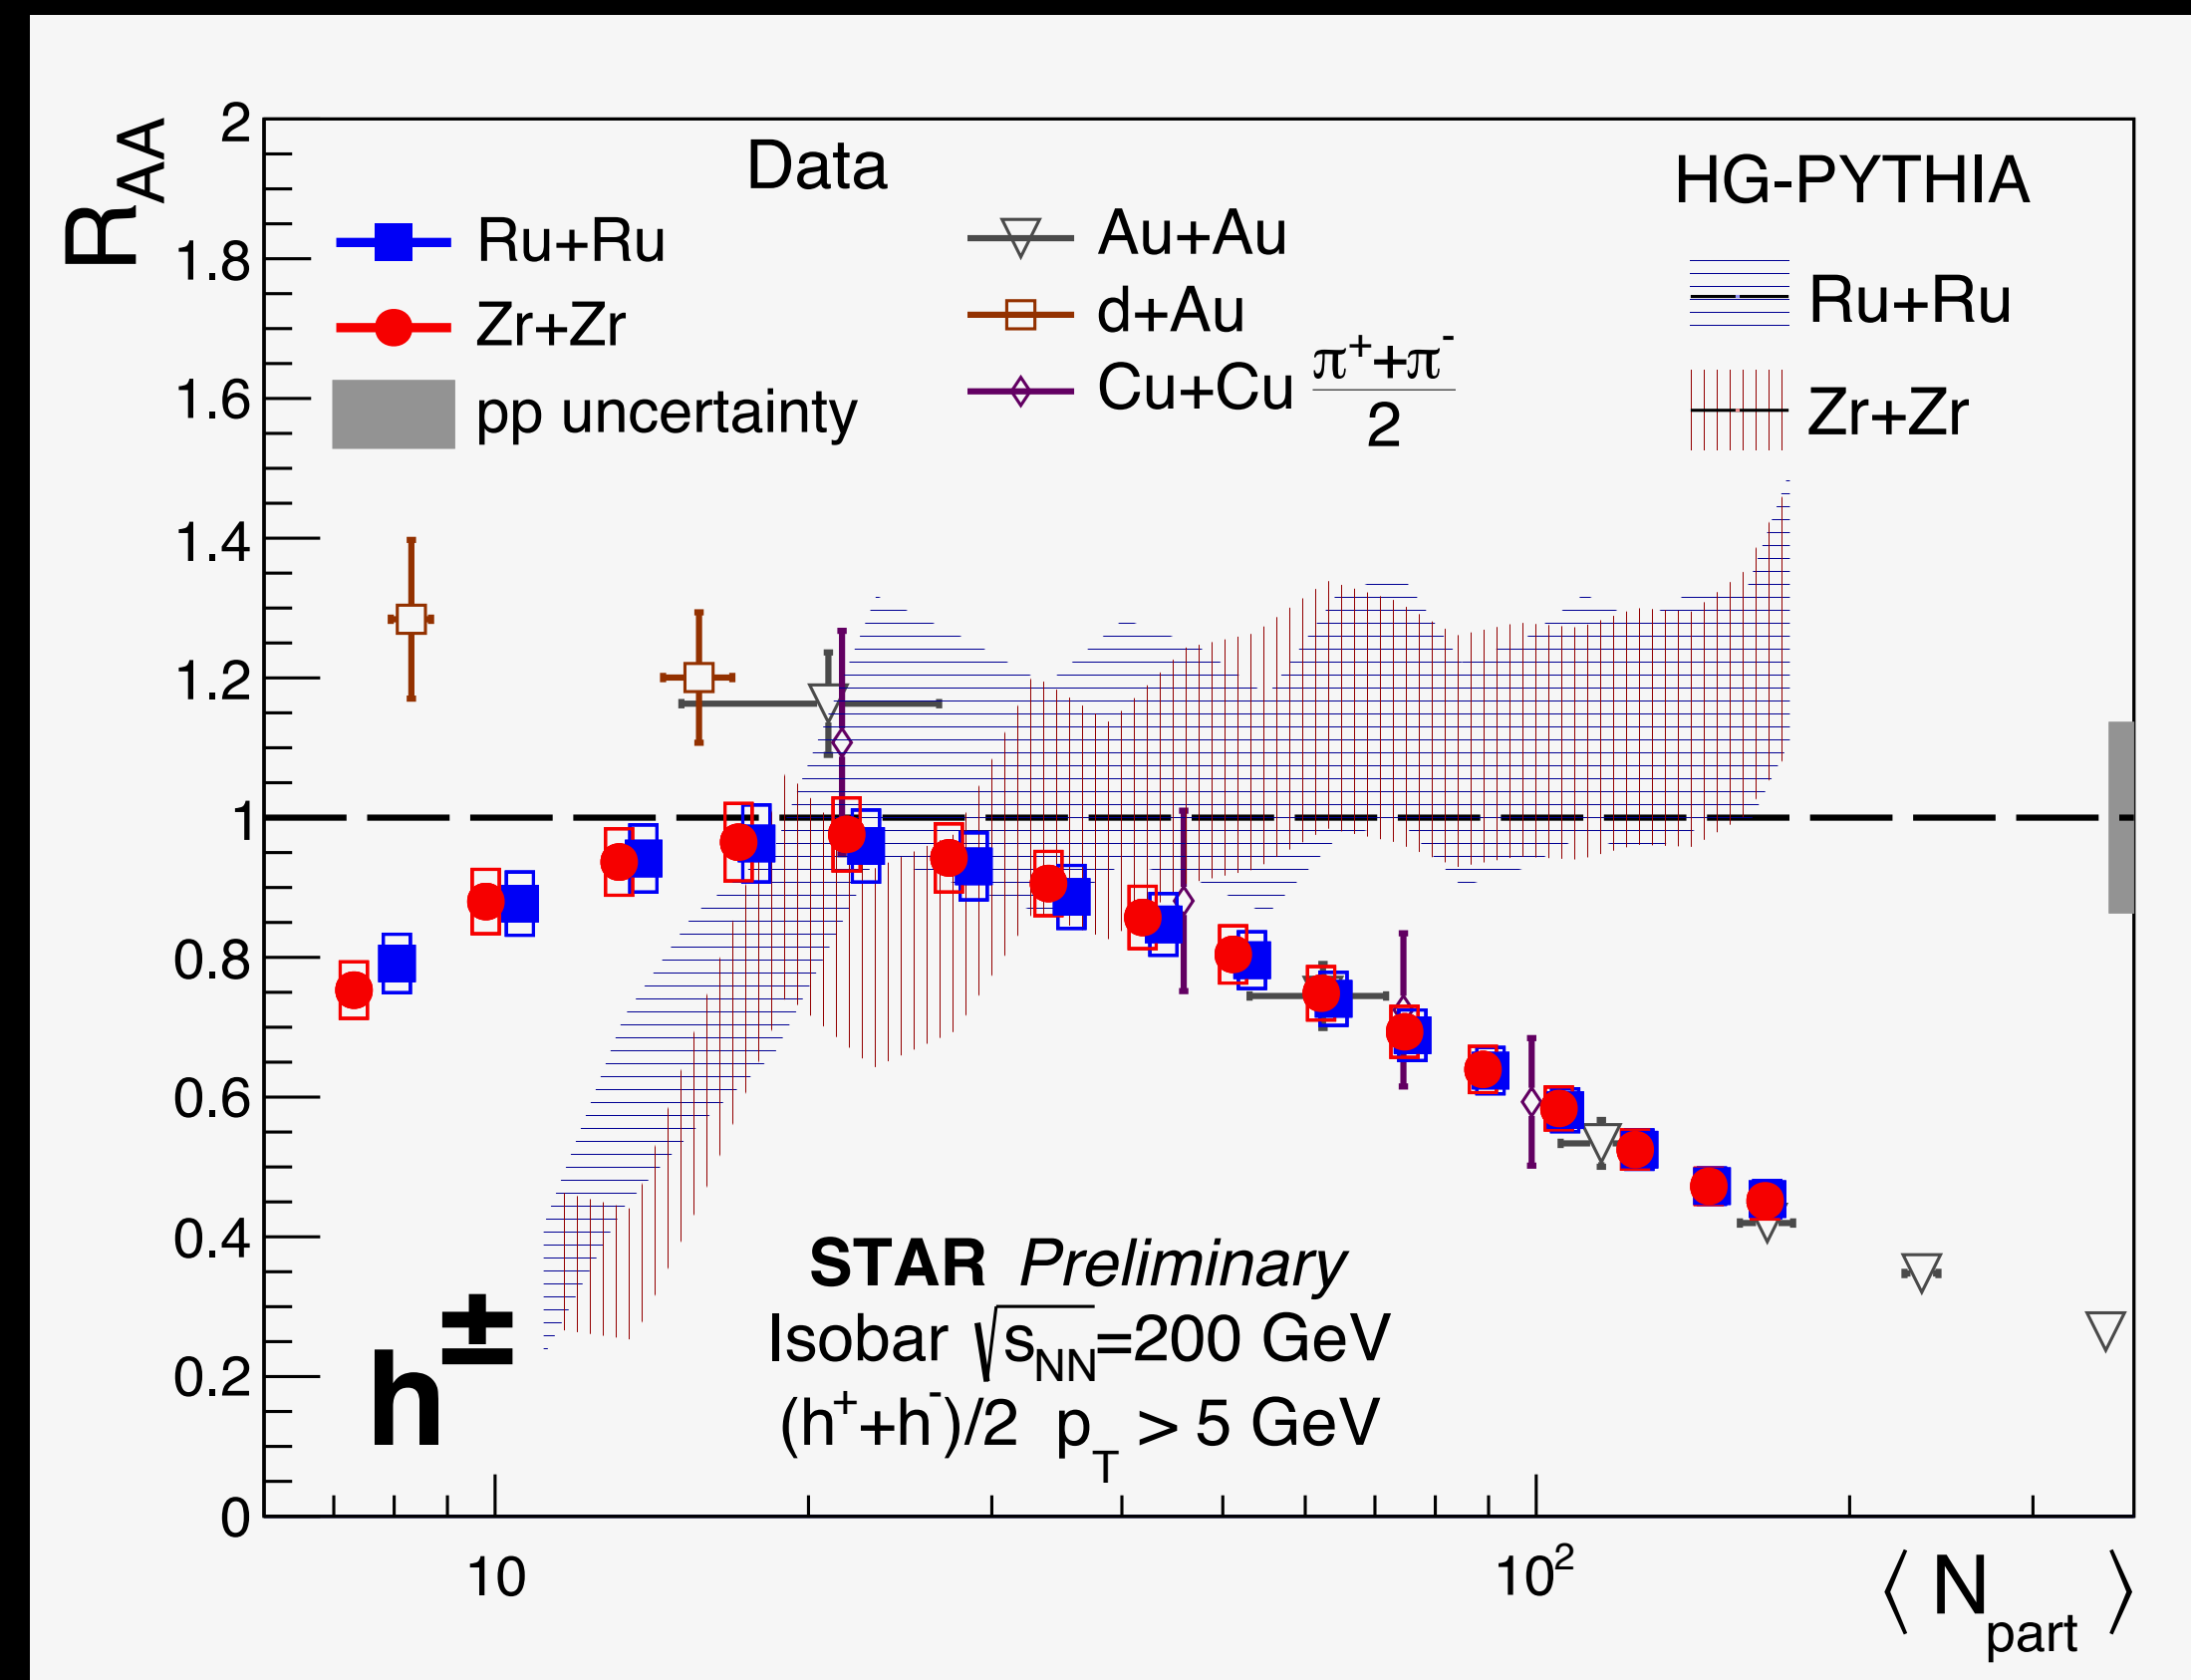 R_AA
2
1.8
1.6
1.4
1.2
1
0.8
0.6
0.4
0.2
0
Data
Ru+Ru
Zr+Zr
pp uncertainty
Au+Au
d+Au
Cu+Cu (π⁺+π⁻)/2
HG-PYTHIA
Ru+Ru
Zr+Zr
h±
STAR Preliminary
Isobar √s_NN=200 GeV
(h⁺+h⁻)/2 p_T > 5 GeV
10
10²
⟨ N_part ⟩